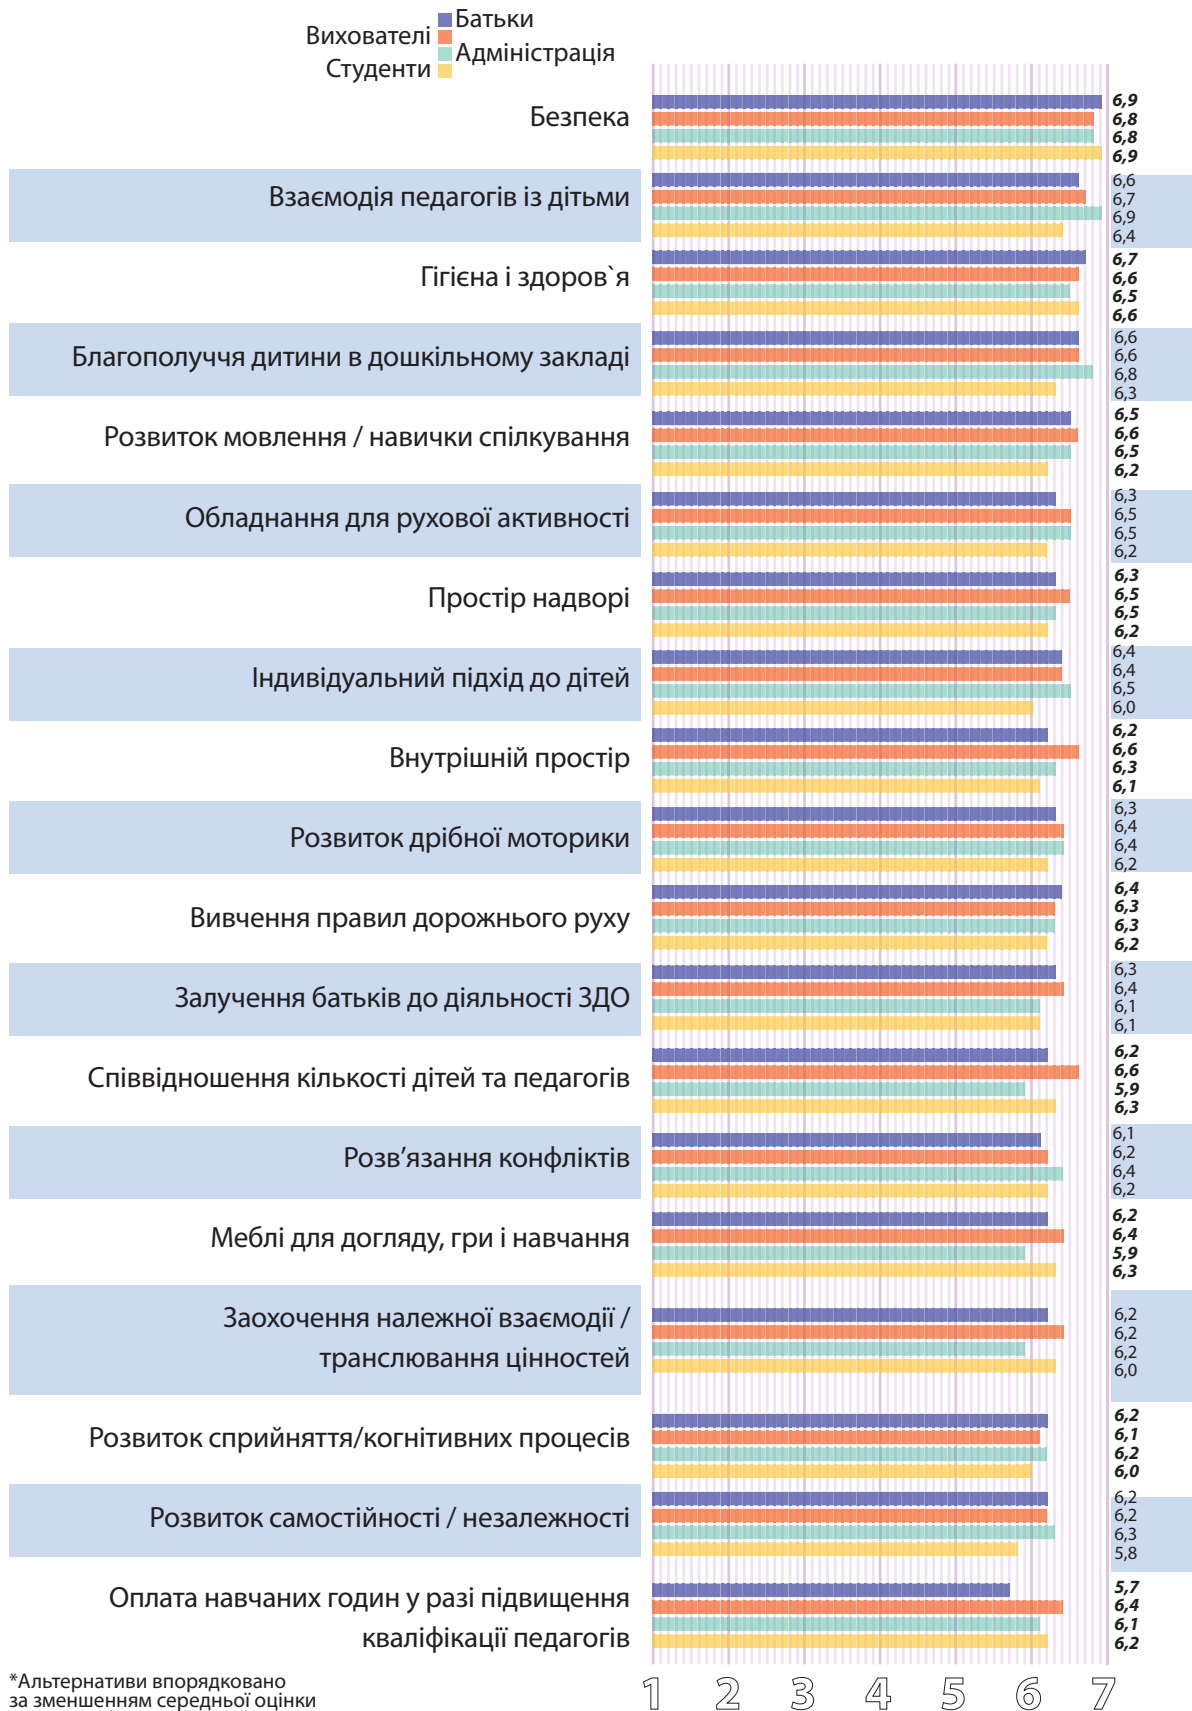 Батьки
Вихователі
Адміністрація
Студенти
Безпека
6,9
6,8
6,8
6,9
Взаємодія педагогів із дітьми
6,6
6,7
6,9
6,4
Гігієна і здоров`я
6,7
6,6
6,5
6,6
Благополуччя дитини в дошкільному закладі
6,6
6,6
6,8
6,3
Розвиток мовлення / навички спілкування
6,5
6,6
6,5
6,2
Обладнання для рухової активності
6,3
6,5
6,5
6,2
Простір надворі
6,3
6,5
6,5
6,2
Індивідуальний підхід до дітей
6,4
6,4
6,5
6,0
Внутрішній простір
6,2
6,6
6,3
6,1
Розвиток дрібної моторики
6,3
6,4
6,4
6,2
Вивчення правил дорожнього руху
6,4
6,3
6,3
6,2
Залучення батьків до діяльності ЗДО
6,3
6,4
6,1
6,1
Співвідношення кількості дітей та педагогів
6,2
6,6
5,9
6,3
Розв’язання конфліктів
6,1
6,2
6,4
6,2
Меблі для догляду, гри і навчання
6,2
6,4
5,9
6,3
Заохочення належної взаємодії /
транслювання цінностей
6,2
6,2
6,2
6,0
Розвиток сприйняття/когнітивних процесів
6,2
6,1
6,2
6,0
Розвиток самостійності / незалежності
6,2
6,2
6,3
5,8
Оплата навчаних годин у разі підвищення
кваліфікації педагогів
5,7
6,4
6,1
6,2
*Альтернативи впорядковано
за зменшенням середньої оцінки
1 2 3 4 5 6 7